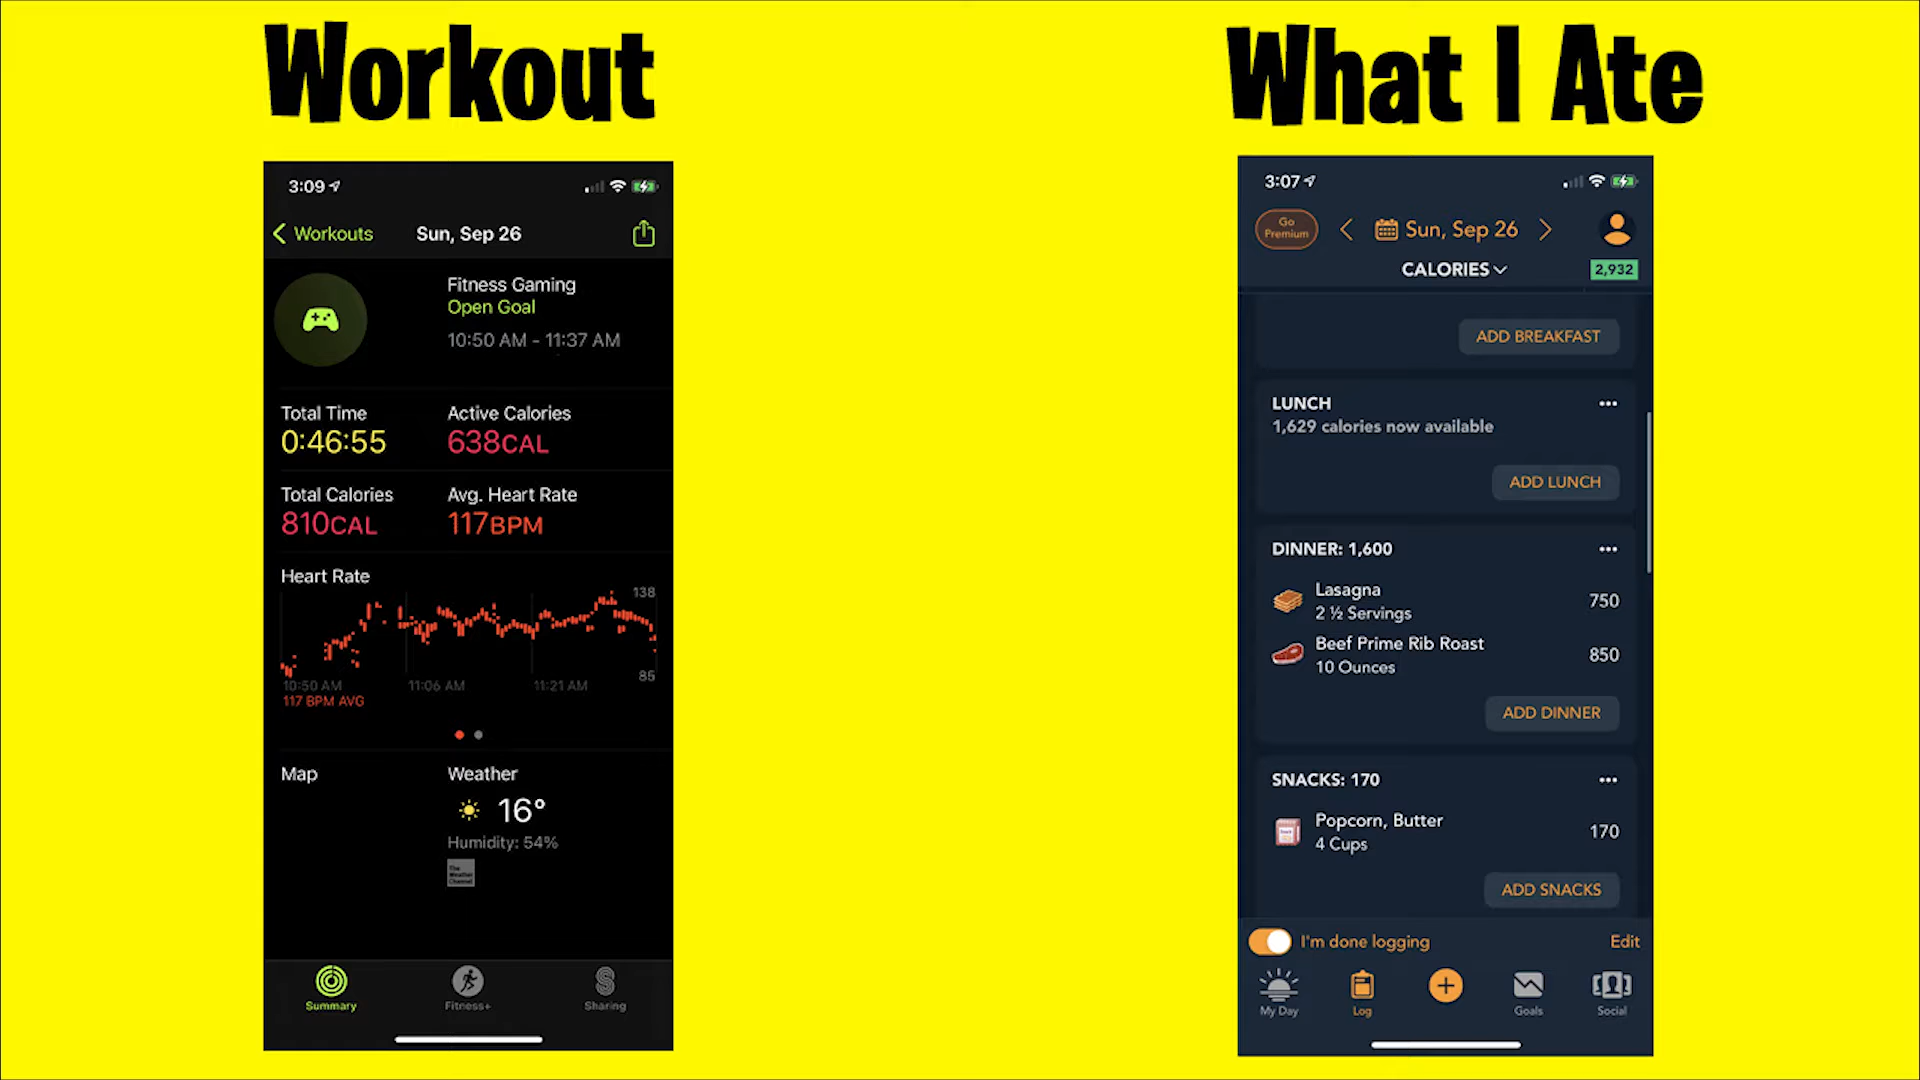 Workout
What I Ate
3:09
Workouts
Sun, Sep 26
Fitness Gaming
Open Goal
10:50 AM - 11:37 AM
Total Time
Active Calories
0:46:55
638CAL
Total Calories
Avg. Heart Rate
810CAL
117BPM
Heart Rate
138
85
10:50 AM
11:06 AM
11:21 AM
117 BPM AVG
Map
Weather
16°
Humidity: 54%
The
Weather
Channel
Summary
Fitness+
Sharing
3:07
Go
Premium
Sun, Sep 26
CALORIES
2,932
ADD BREAKFAST
LUNCH
1,629 calories now available
ADD LUNCH
DINNER: 1,600
Lasagna
2 ½ Servings
750
Beef Prime Rib Roast
10 Ounces
850
ADD DINNER
SNACKS: 170
Popcorn, Butter
4 Cups
170
ADD SNACKS
I'm done logging
Edit
My Day
Log
Goals
Social